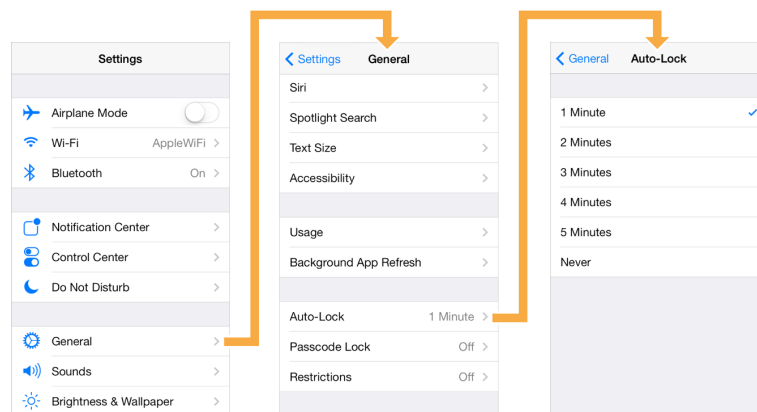 Settings
Airplane Mode
Wi-Fi AppleWiFi
Bluetooth On
Notification Center
Control Center
Do Not Disturb
General
Sounds
Brightness & Wallpaper
Settings General
Siri
Spotlight Search
Text Size
Accessibility
Usage
Background App Refresh
Auto-Lock 1 Minute
Passcode Lock Off
Restrictions Off
General Auto-Lock
1 Minute
2 Minutes
3 Minutes
4 Minutes
5 Minutes
Never